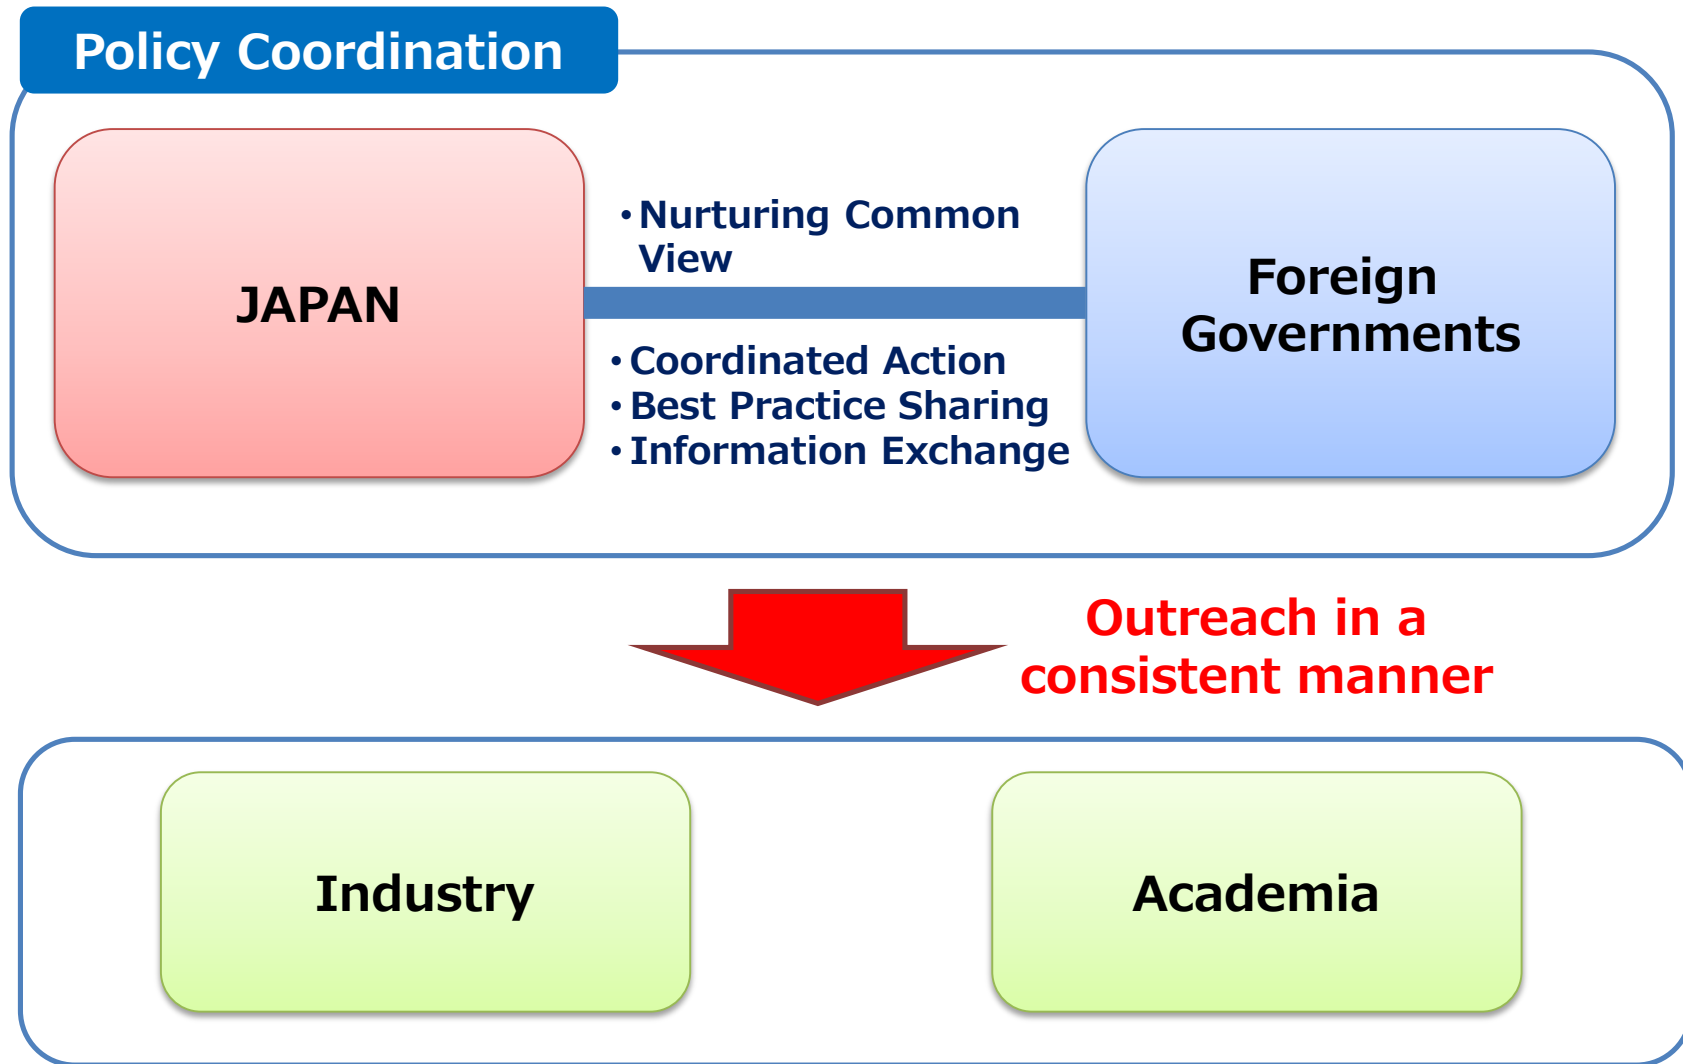 Policy Coordination
JAPAN
・Nurturing Common
View
・Coordinated Action
・Best Practice Sharing
・Information Exchange
Foreign
Governments
Outreach in a
consistent manner
Industry
Academia